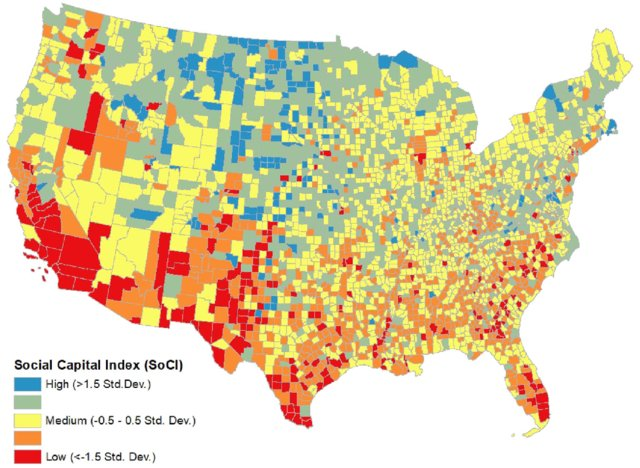 Social Capital Index (SoCI)
High (>1.5 Std.Dev.)
Medium (-0.5 - 0.5 Std. Dev.)
Low (<-1.5 Std. Dev.)